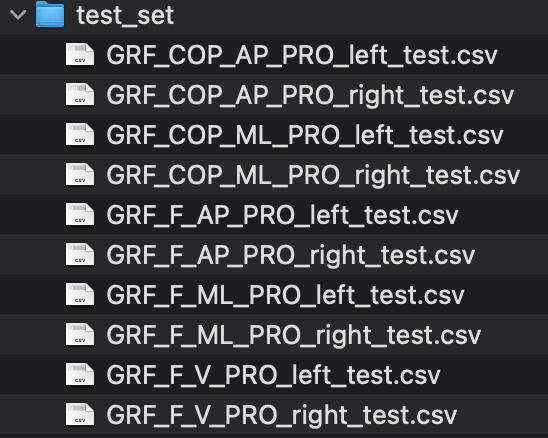 test_set
GRF_COP_AP_PRO_left_test.csv
GRF_COP_AP_PRO_right_test.csv
GRF_COP_ML_PRO_left_test.csv
GRF_COP_ML_PRO_right_test.csv
GRF_F_AP_PRO_left_test.csv
GRF_F_AP_PRO_right_test.csv
GRF_F_ML_PRO_left_test.csv
GRF_F_ML_PRO_right_test.csv
GRF_F_V_PRO_left_test.csv
GRF_F_V_PRO_right_test.csv